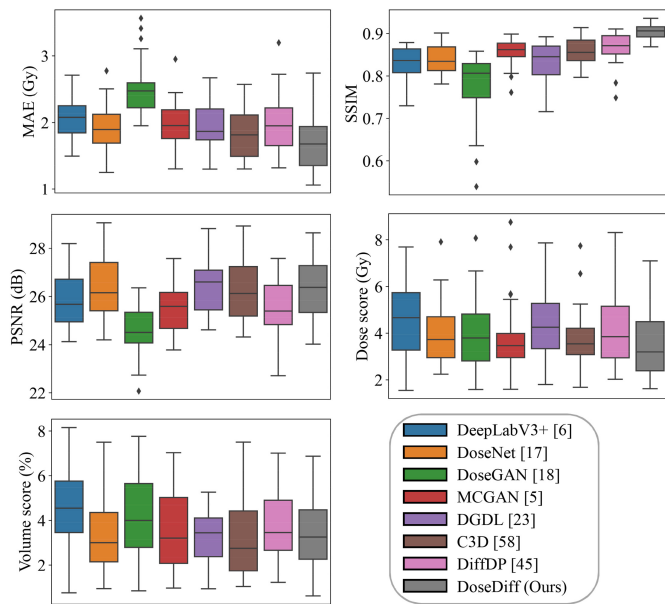 MAE (Gy)
3
2
1
SSIM
0.9
0.8
0.7
0.6
PSNR (dB)
28
26
24
22
Dose score (Gy)
8
6
4
2
Volume score (%)
8
6
4
2
DeepLabV3+ [6]
DoseNet [17]
DoseGAN [18]
MCGAN [5]
DGDL [23]
C3D [58]
DiffDP [45]
DoseDiff (Ours)